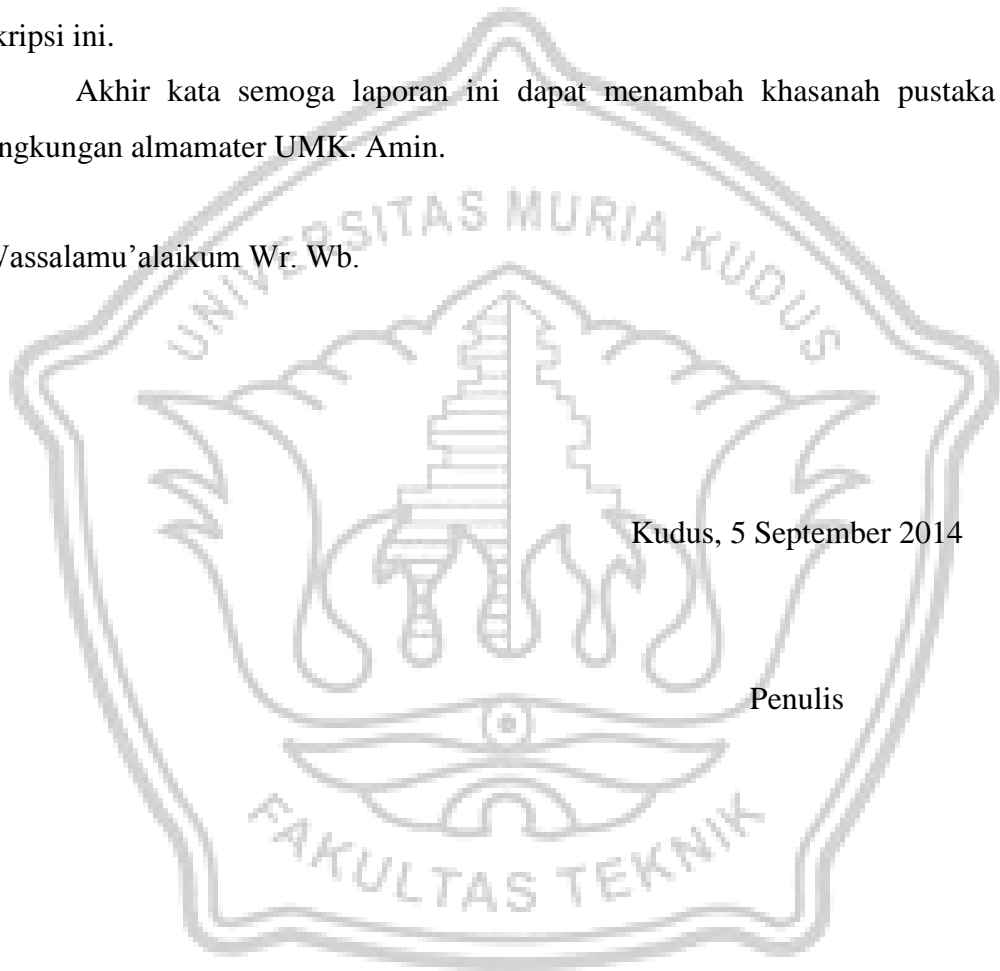 kripsi ini.
Akhir kata semoga laporan ini dapat menambah khasanah pustaka
ngkungan almamater UMK. Amin.
UNIVERSITAS MURIA KUDUS
Wassalamu’alaikum Wr. Wb.
Kudus, 5 September 2014
Penulis
FAKULTAS TEKNIK